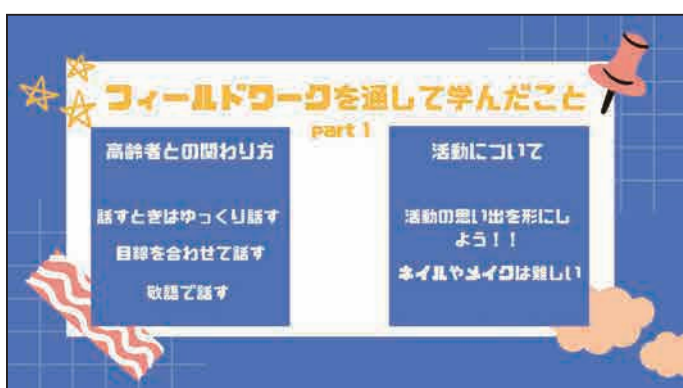 フィールドワークを通して学んだこと
part 1
高齢者との関わり方
話すときはゆっくり話す
目線を合わせて話す
敬語で話す
活動について
活動の思い出を形にし
よう！！
ネイルやメイクは難しい